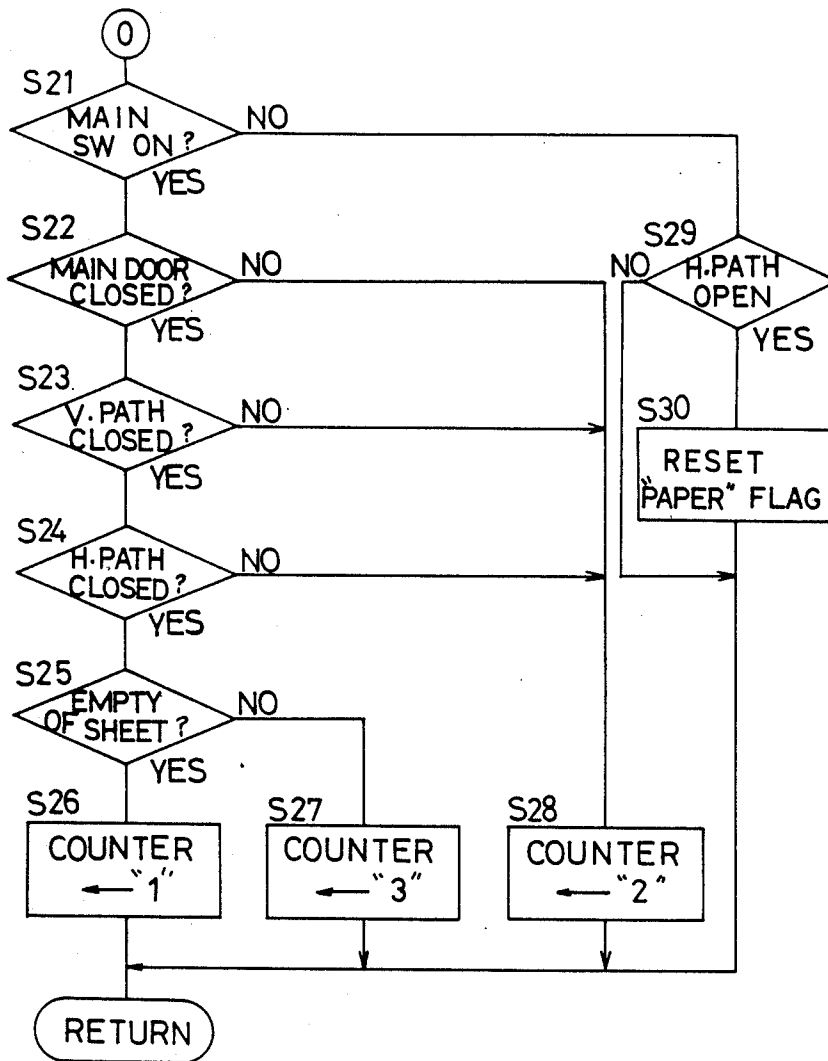 0
S21
MAIN
SW ON?
NO
YES
S22
MAIN DOOR
CLOSED?
NO
YES
S29
H.PATH
OPEN
NO
YES
S23
V.PATH
CLOSED?
NO
YES
S30
RESET
"PAPER" FLAG
S24
H.PATH
CLOSED?
NO
YES
S25
EMPTY
OF SHEET?
NO
YES
S26
COUNTER
← "1"
S27
COUNTER
← "3"
S28
COUNTER
← "2"
RETURN